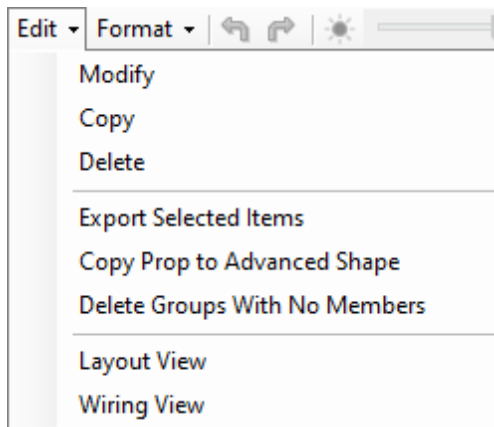 Edit Format
Modify
Copy
Delete
Export Selected Items
Copy Prop to Advanced Shape
Delete Groups With No Members
Layout View
Wiring View